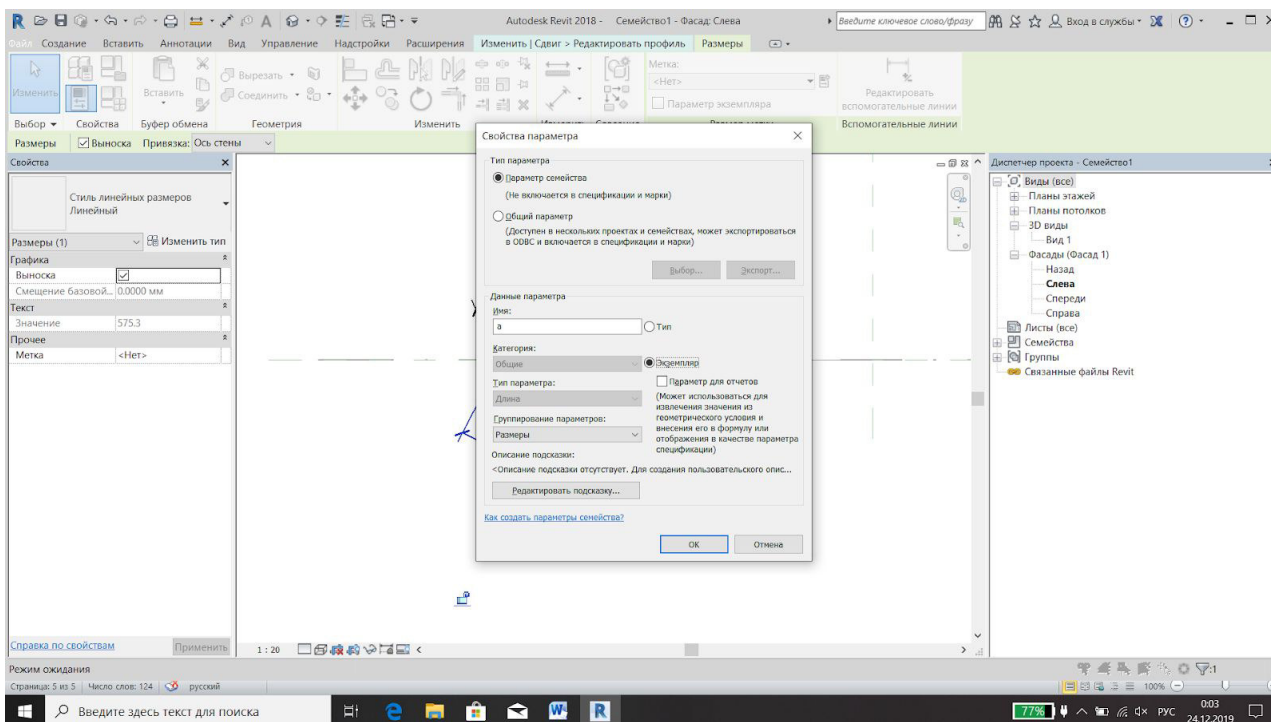 Autodesk Revit 2018 - Семейство1 - Фасад: Слева
Введите ключевое слово/фразу
Вход в службы
Файл Создание Вставить Аннотации Вид Управление Надстройки Расширения Изменить | Сдвиг > Редактировать профиль Размеры
Изменить
Вставить
Вырезать
Соединить
Метка:
<Нет>
Параметр экземпляра
Редактировать
вспомогательные линии
Выбор Свойства Буфер обмена Геометрия Изменить
Вспомогательные линии
Размеры Выноска Привязка: Ось стены
Свойства
Стиль линейных размеров
Линейный
Размеры (1) Изменить тип
Графика
Выноска
Смещение базовой... 0.0000 мм
Текст
Значение 575.3
Прочее
Метка <Нет>
Справка по свойствам Применить
Свойства параметра
Тип параметра
Параметр семейства
(Не включается в спецификации и марки)
Общий параметр
(Доступен в нескольких проектах и семействах, может экспортироваться
в ODBC и включается в спецификации и марки)
Выбор... Экспорт...
Данные параметра
Имя:
a Тип
Категория:
Общие Экземпляр
Тип параметра: Параметр для отчетов
Длина
(Может использоваться для
извлечения значения из
геометрического условия и
внесения его в формулу или
отображения в качестве параметра
спецификации)
Группирование параметров:
Размеры
Описание подсказки:
<Описание подсказки отсутствует. Для создания пользовательского опис...
Редактировать подсказку...
Как создать параметры семейства?
OK Отмена
Диспетчер проекта - Семейство1
Виды (все)
Планы этажей
Планы потолков
3D виды
Вид 1
Фасады (Фасад 1)
Назад
Слева
Спереди
Справа
Листы (все)
Семейства
Группы
Связанные файлы Revit
1 : 20
Режим ожидания
:1
Страница: 5 из 5 Число слов: 124 русский
100%
Введите здесь текст для поиска
77%
РУС
0:03
24.12.2019